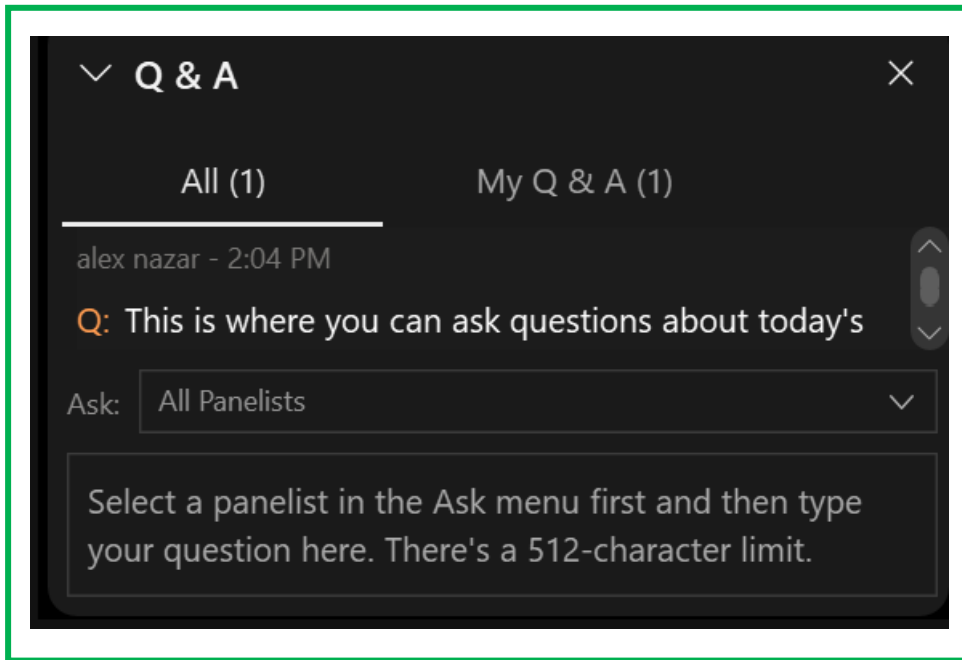 Q & A
All (1)
My Q & A (1)
alex nazar - 2:04 PM
Q: This is where you can ask questions about today's
Ask: All Panelists
Select a panelist in the Ask menu first and then type
your question here. There's a 512-character limit.